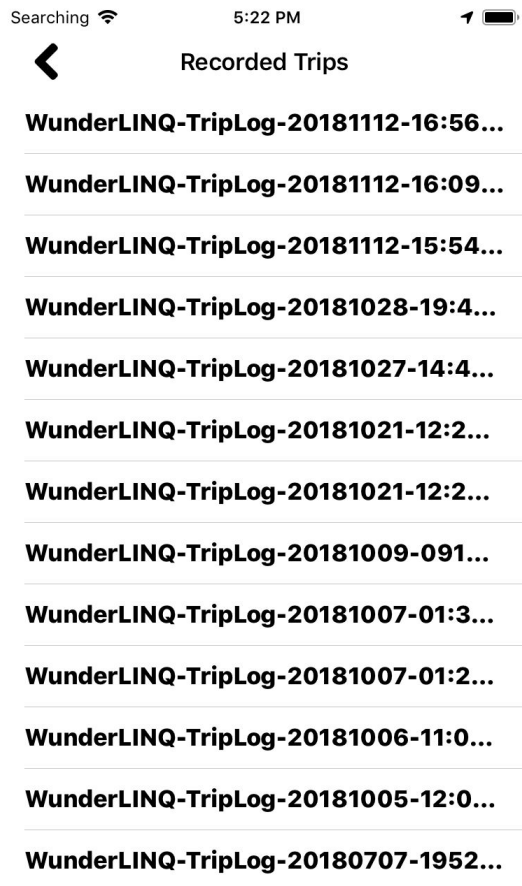 Searching 5:22 PM
Recorded Trips
WunderLINQ-TripLog-20181112-16:56...
WunderLINQ-TripLog-20181112-16:09...
WunderLINQ-TripLog-20181112-15:54...
WunderLINQ-TripLog-20181028-19:4...
WunderLINQ-TripLog-20181027-14:4...
WunderLINQ-TripLog-20181021-12:2...
WunderLINQ-TripLog-20181021-12:2...
WunderLINQ-TripLog-20181009-091...
WunderLINQ-TripLog-20181007-01:3...
WunderLINQ-TripLog-20181007-01:2...
WunderLINQ-TripLog-20181006-11:0...
WunderLINQ-TripLog-20181005-12:0...
WunderLINQ-TripLog-20180707-1952...